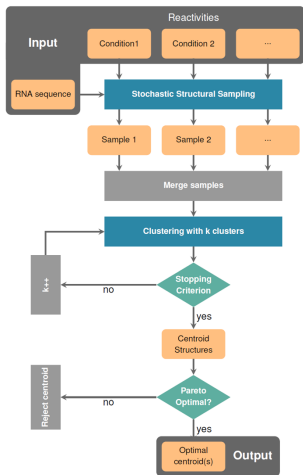 Reactivities
Input
Condition1
Condition 2
...
RNA sequence
Stochastic Structural Sampling
Sample 1
Sample 2
...
Merge samples
Clustering with k clusters
k++
Stopping
Criterion
no
yes
Centroid
Structures
Reject centroid
Pareto
Optimal?
no
yes
Optimal
centroid(s)
Output